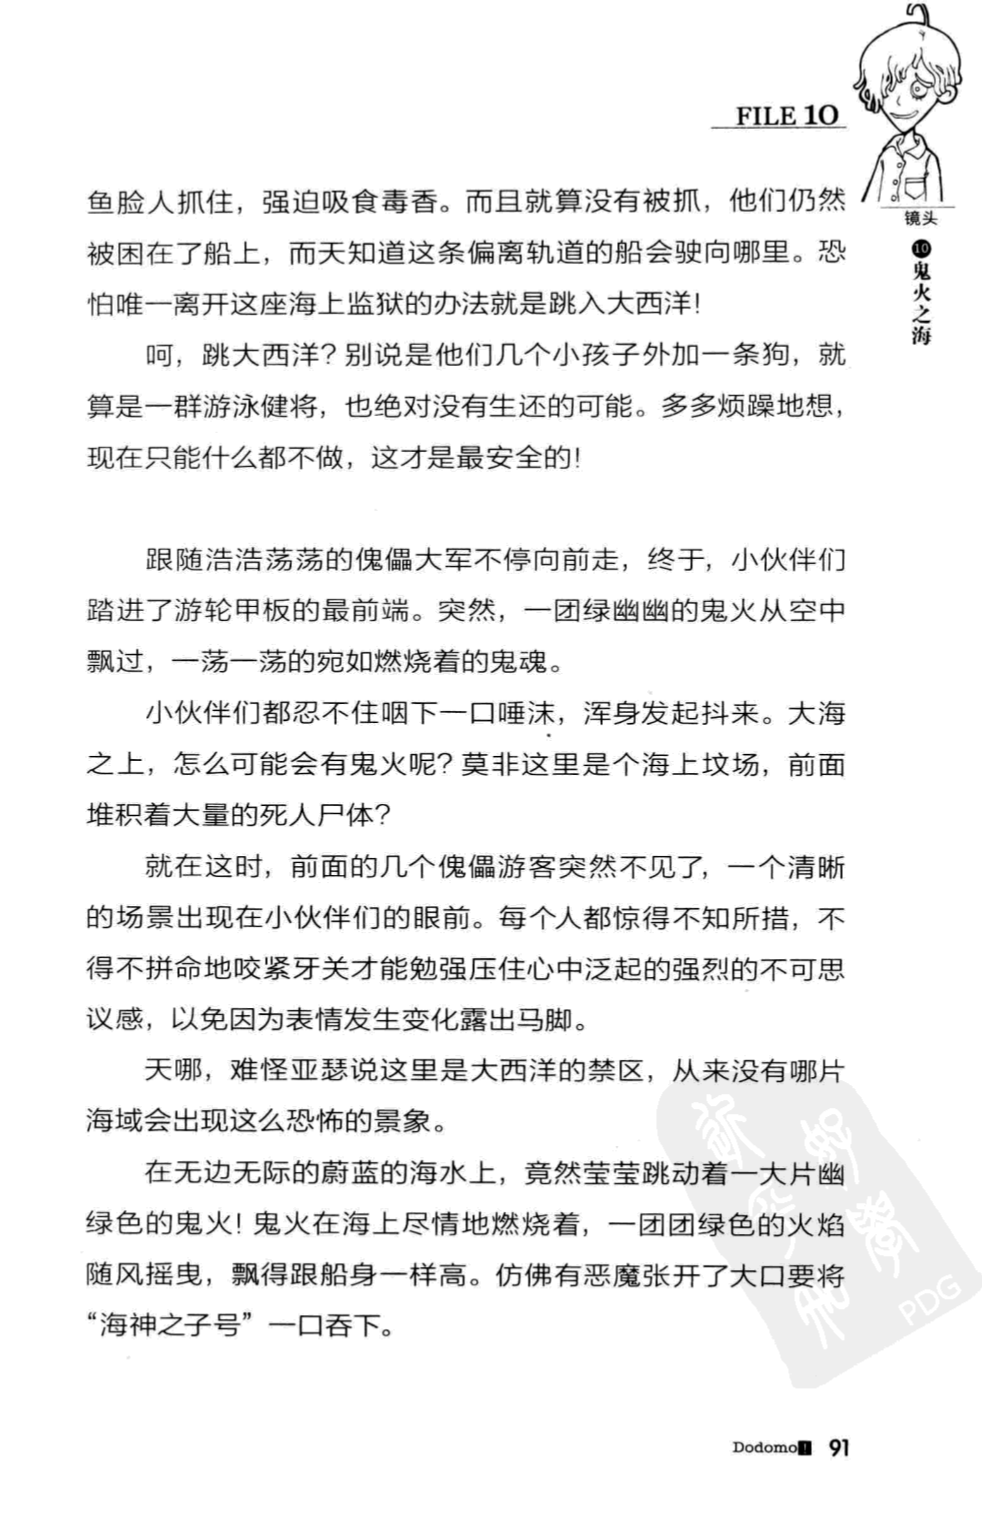 FILE 10
镜头
⑩鬼火之海
鱼脸人抓住，强迫吸食毒香。而且就算没有被抓，他们仍然
被困在了船上，而天知道这条偏离轨道的船会驶向哪里。恐
怕唯一离开这座海上监狱的办法就是跳入大西洋！
呵，跳大西洋？别说是他们几个小孩子外加一条狗，就
算是一群游泳健将，也绝对没有生还的可能。多多烦躁地想，
现在只能什么都不做，这才是最安全的！
跟随浩浩荡荡的傀儡大军不停向前走，终于，小伙伴们
踏进了游轮甲板的最前端。突然，一团绿幽幽的鬼火从空中
飘过，一荡一荡的宛如燃烧着的鬼魂。
小伙伴们都忍不住咽下一口唾沫，浑身发起抖来。大海
之上，怎么可能会有鬼火呢？莫非这里是个海上坟场，前面
堆积着大量的死人尸体？
就在这时，前面的几个傀儡游客突然不见了，一个清晰
的场景出现在小伙伴们的眼前。每个人都惊得不知所措，不
得不拼命地咬紧牙关才能勉强压住心中泛起的强烈的不可思
议感，以免因为表情发生变化露出马脚。
天哪，难怪亚瑟说这里是大西洋的禁区，从来没有哪片
海域会出现这么恐怖的景象。
在无边无际的蔚蓝的海水上，竟然莹莹跳动着一大片幽
绿色的鬼火！鬼火在海上尽情地燃烧着，一团团绿色的火焰
随风摇曳，飘得跟船身一样高。仿佛有恶魔张开了大口要将
“海神之子号”一口吞下。
PDG
Dodomo! 91